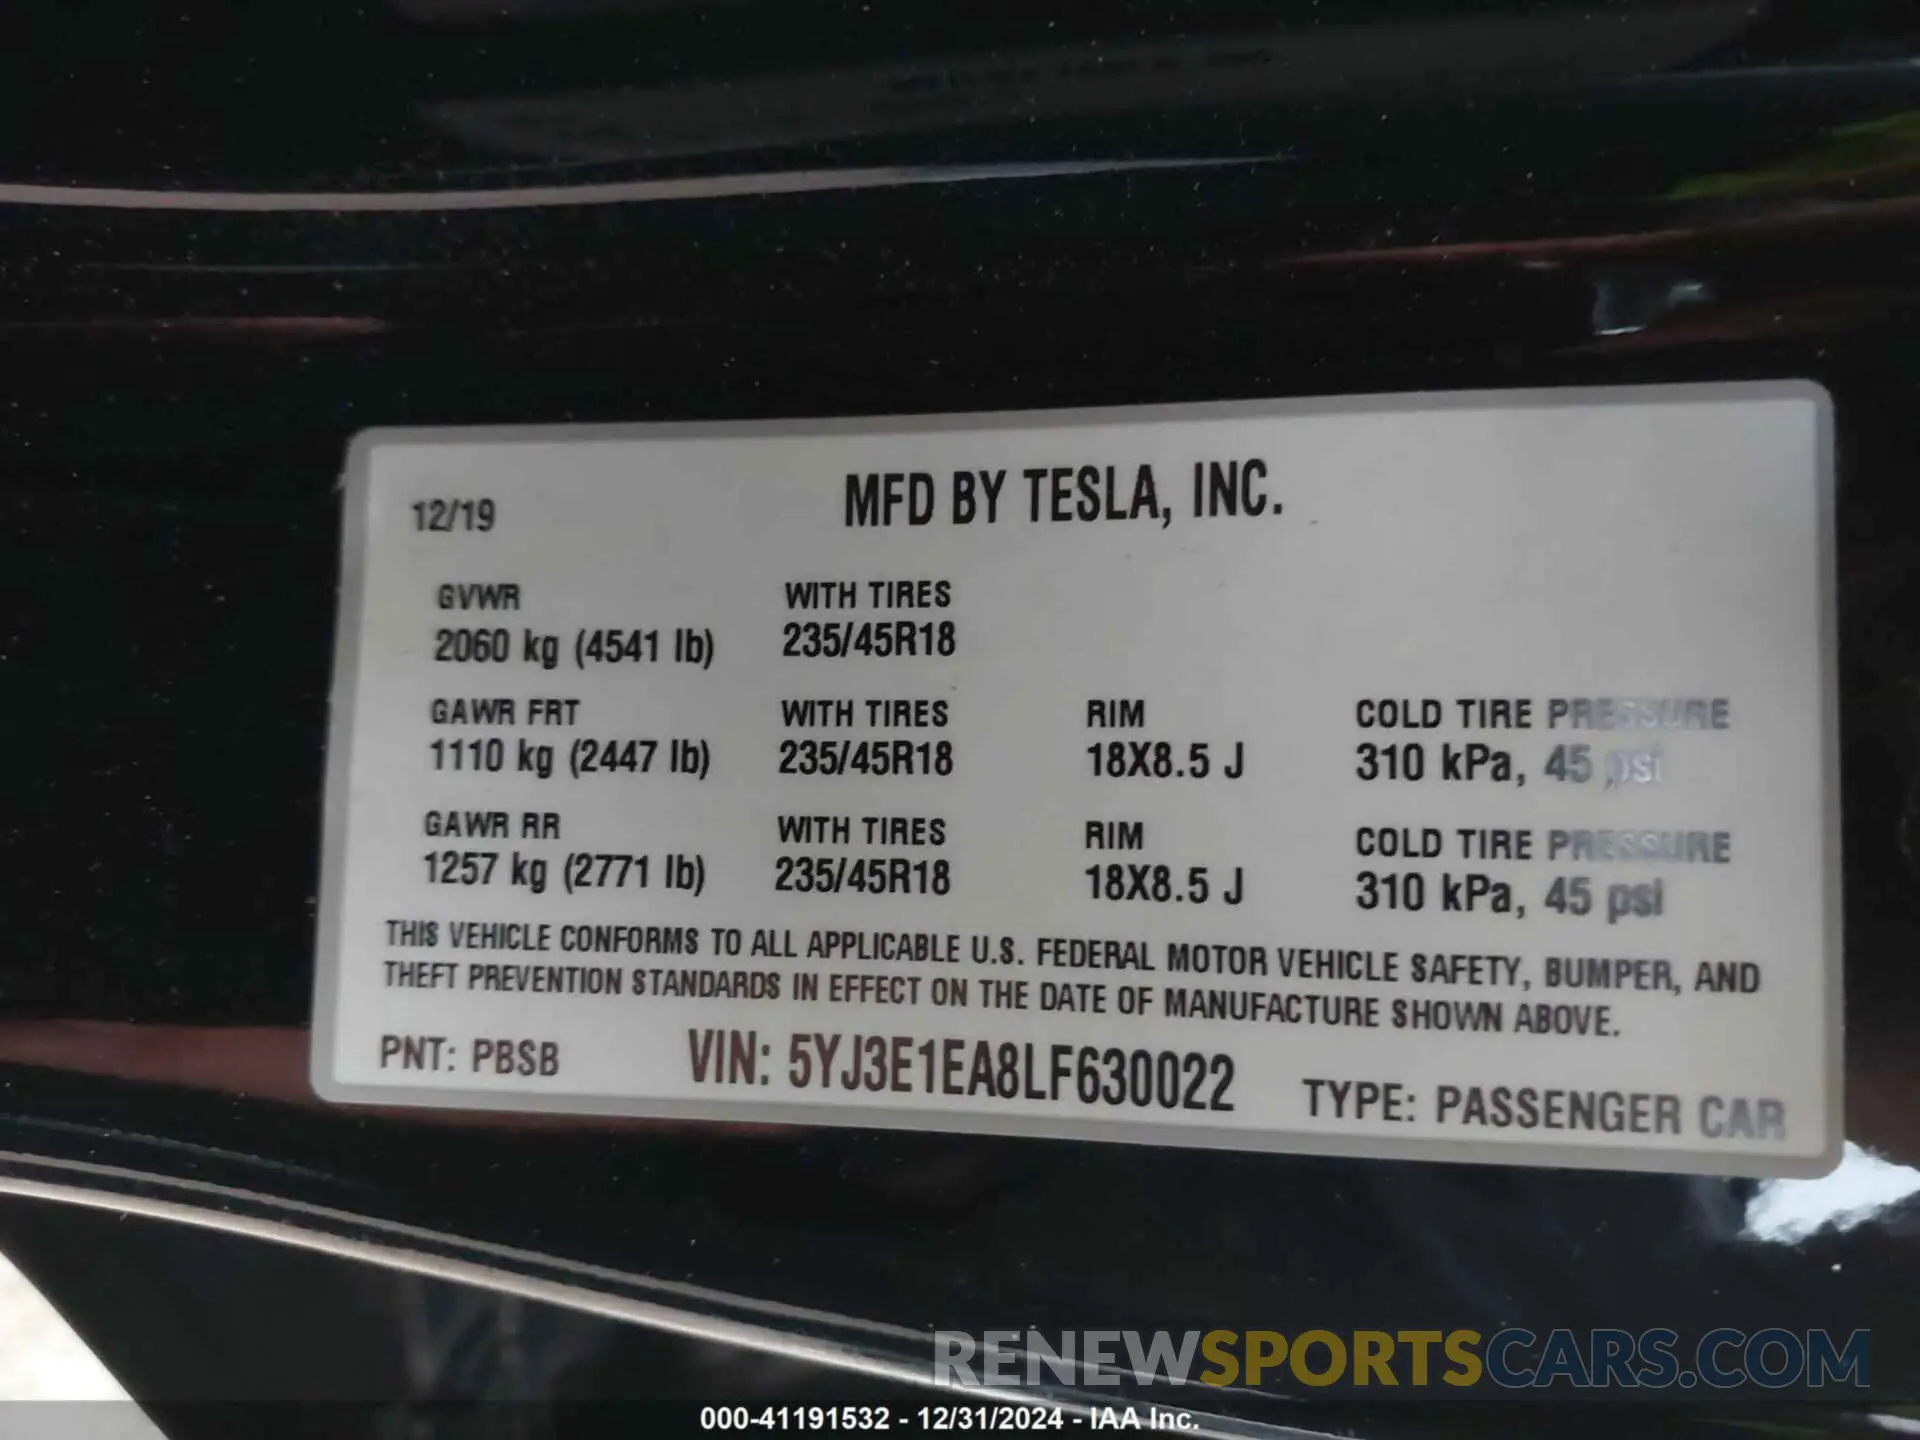 MFD BY TESLA, INC.
12/19
GVWR WITH TIRES
2060 kg (4541 lb) 235/45R18
GAWR FRT WITH TIRES RIM COLD TIRE PRESSURE
1110 kg (2447 lb) 235/45R18 18X8.5 J 310 kPa, 45 psi
GAWR RR WITH TIRES RIM COLD TIRE PRESSURE
1257 kg (2771 lb) 235/45R18 18X8.5 J 310 kPa, 45 psi
THIS VEHICLE CONFORMS TO ALL APPLICABLE U.S. FEDERAL MOTOR VEHICLE SAFETY, BUMPER, AND
THEFT PREVENTION STANDARDS IN EFFECT ON THE DATE OF MANUFACTURE SHOWN ABOVE.
PNT: PBSB VIN: 5YJ3E1EA8LF630022 TYPE: PASSENGER CAR
RENEWSPORTSCARS.COM
000-41191532 - 12/31/2024 - IAA Inc.